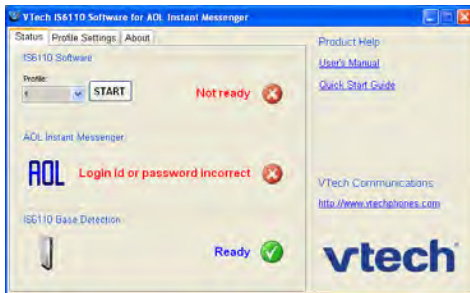 VTech IS6110 Software for AOL Instant Messenger
Status
Profile Settings
About
IS6110 Software
Profile:
1
START
Not ready
AOL Instant Messenger
AOL
Login Id or password incorrect
IS6110 Base Detection
Ready
Product Help
User's Manual
Quick Start Guide
VTech Communications
http://www.vtechphones.com
vtech